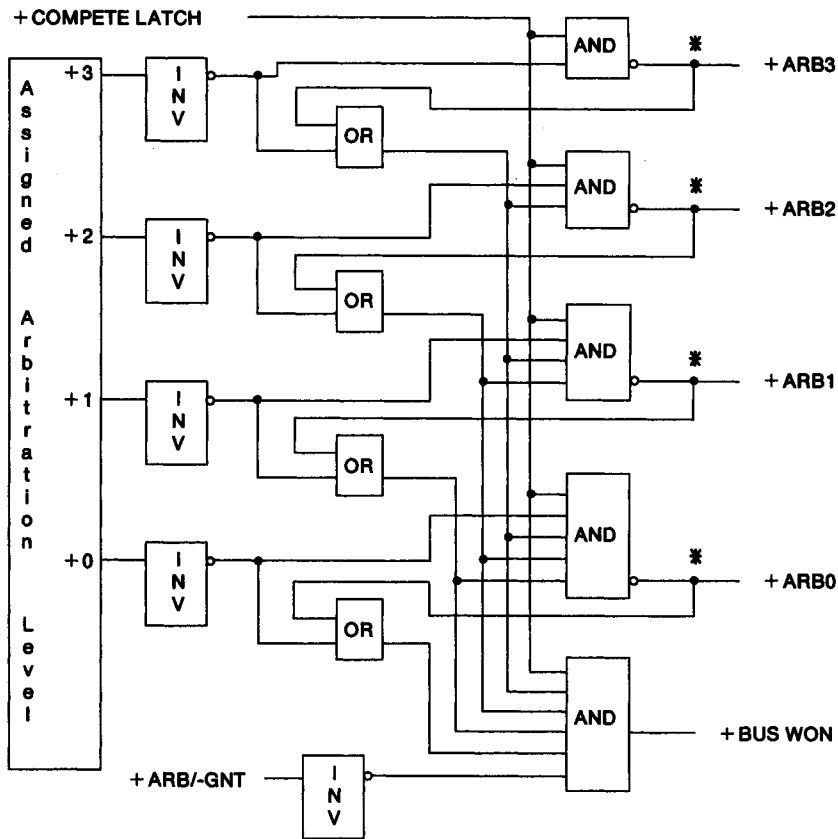 + COMPETE LATCH
Assigned Arbitration Level
+3
INV
AND
*
+ ARB3
OR
AND
*
+ ARB2
+2
INV
OR
AND
*
+ ARB1
+1
INV
OR
AND
*
+ ARB0
+0
INV
OR
AND
+ BUS WON
+ ARB/-GNT
INV